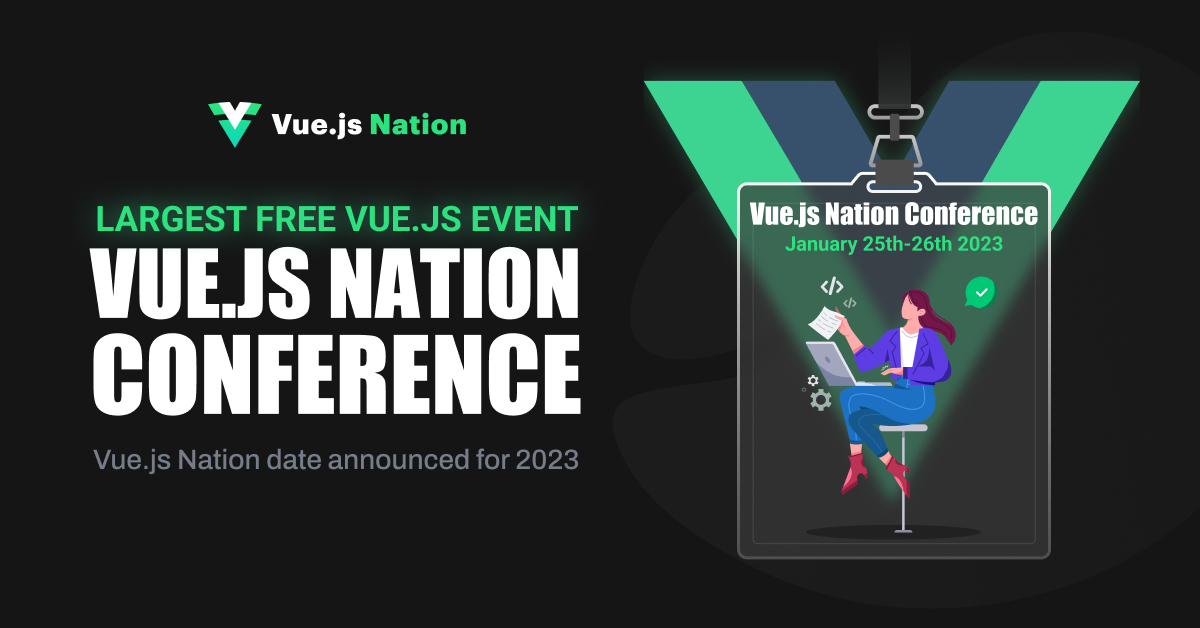 Vue.js Nation
LARGEST FREE VUE.JS EVENT
VUE.JS NATION
CONFERENCE
Vue.js Nation date announced for 2023
Vue.js Nation Conference
January 25th-26th 2023
</>
</>